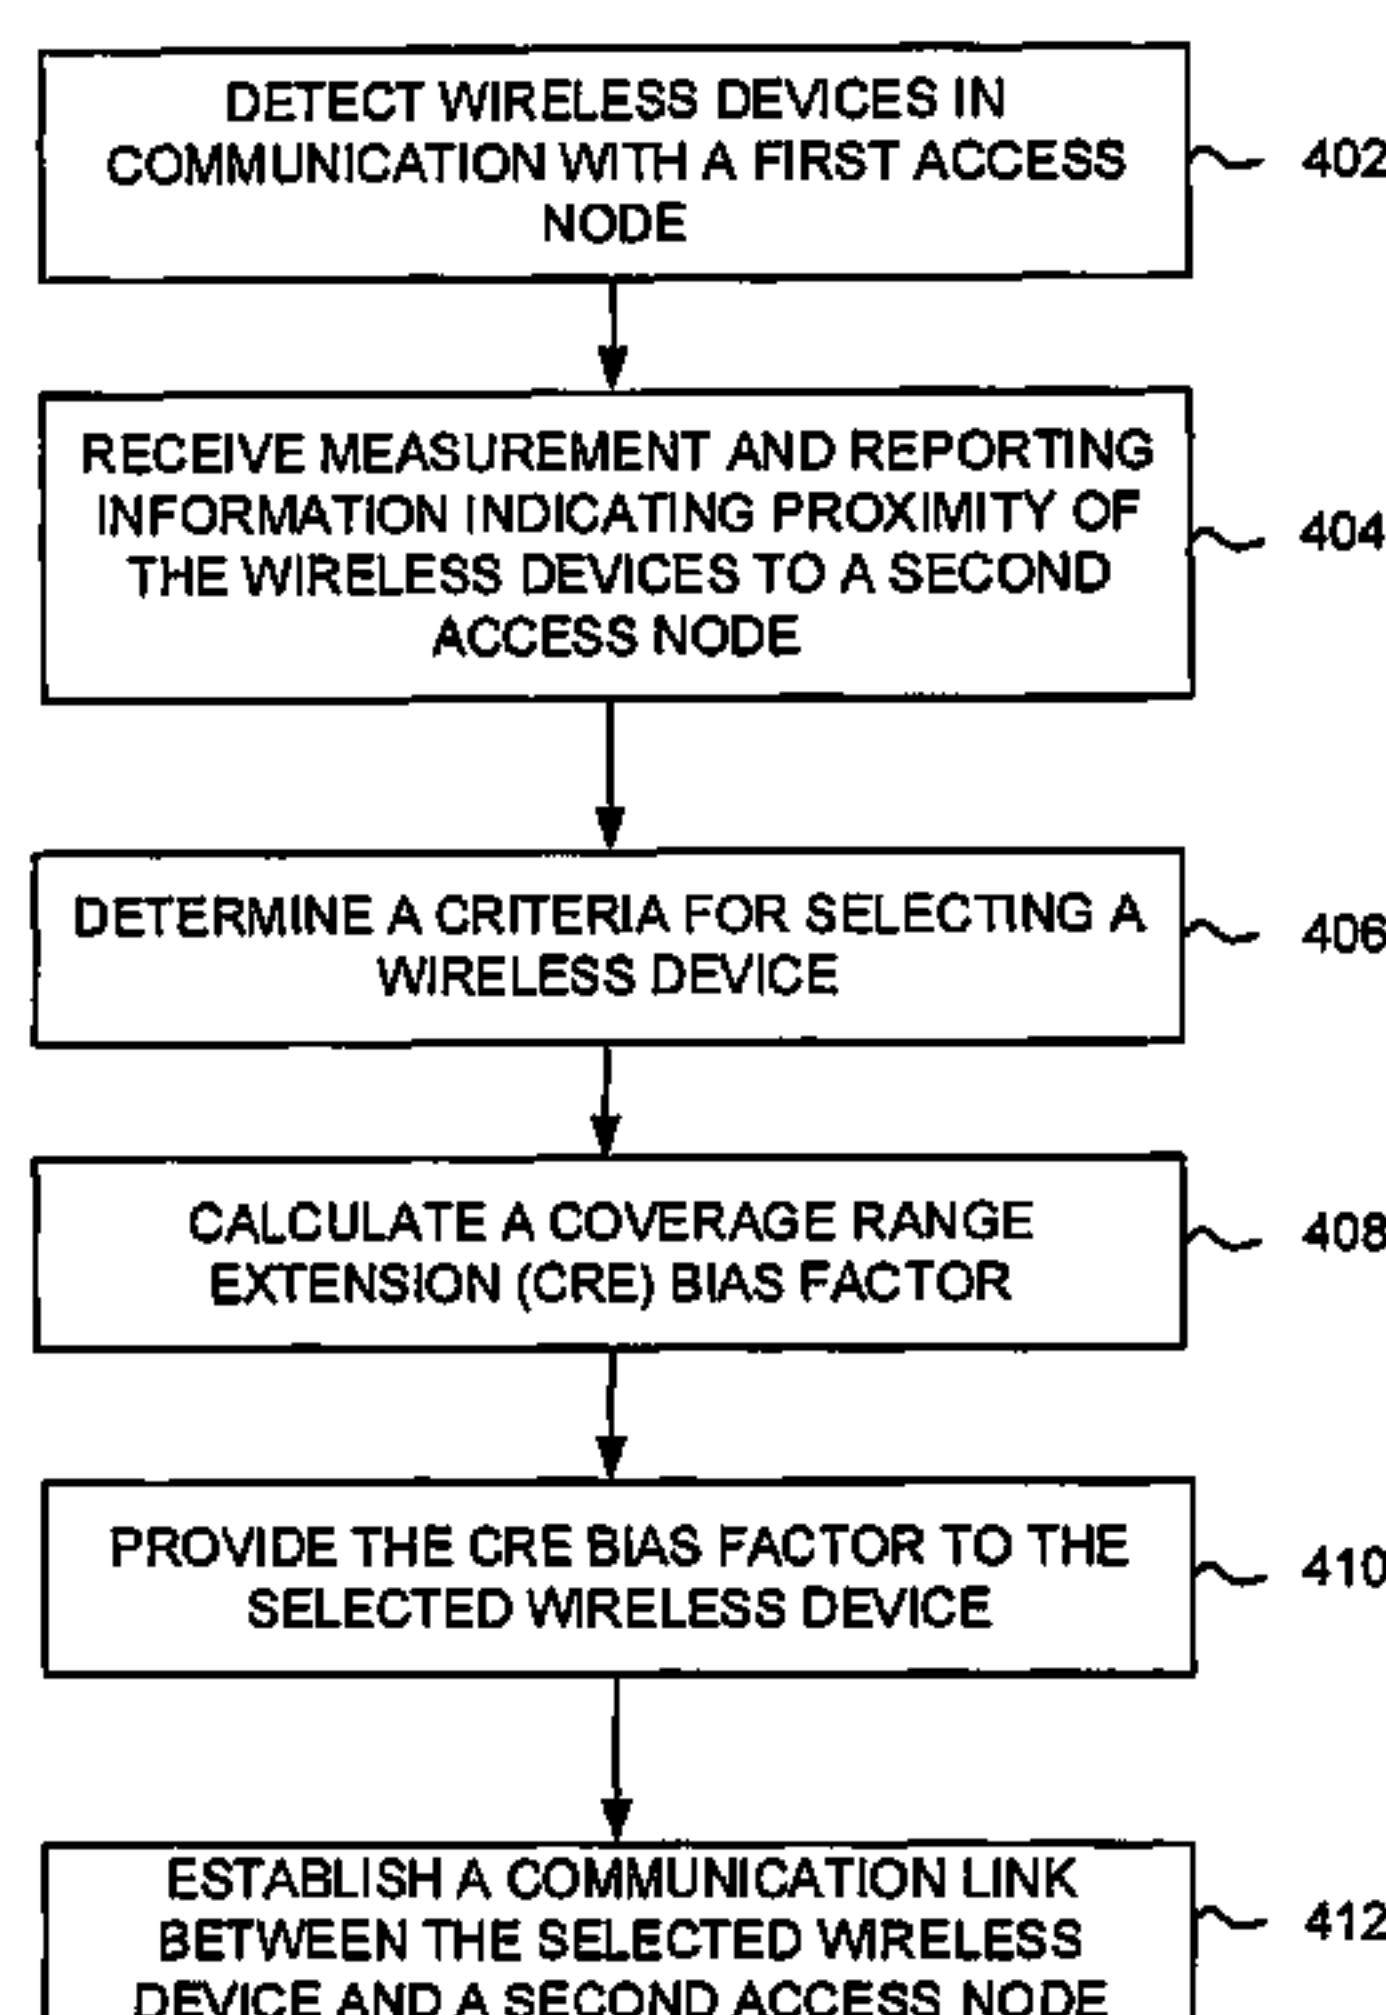 DETECT WIRELESS DEVICES IN
COMMUNICATION WITH A FIRST ACCESS
NODE
402
RECEIVE MEASUREMENT AND REPORTING
INFORMATION INDICATING PROXIMITY OF
THE WIRELESS DEVICES TO A SECOND
ACCESS NODE
404
DETERMINE A CRITERIA FOR SELECTING A
WIRELESS DEVICE
406
CALCULATE A COVERAGE RANGE
EXTENSION (CRE) BIAS FACTOR
408
PROVIDE THE CRE BIAS FACTOR TO THE
SELECTED WIRELESS DEVICE
410
ESTABLISH A COMMUNICATION LINK
BETWEEN THE SELECTED WIRELESS
DEVICE AND A SECOND ACCESS NODE
412